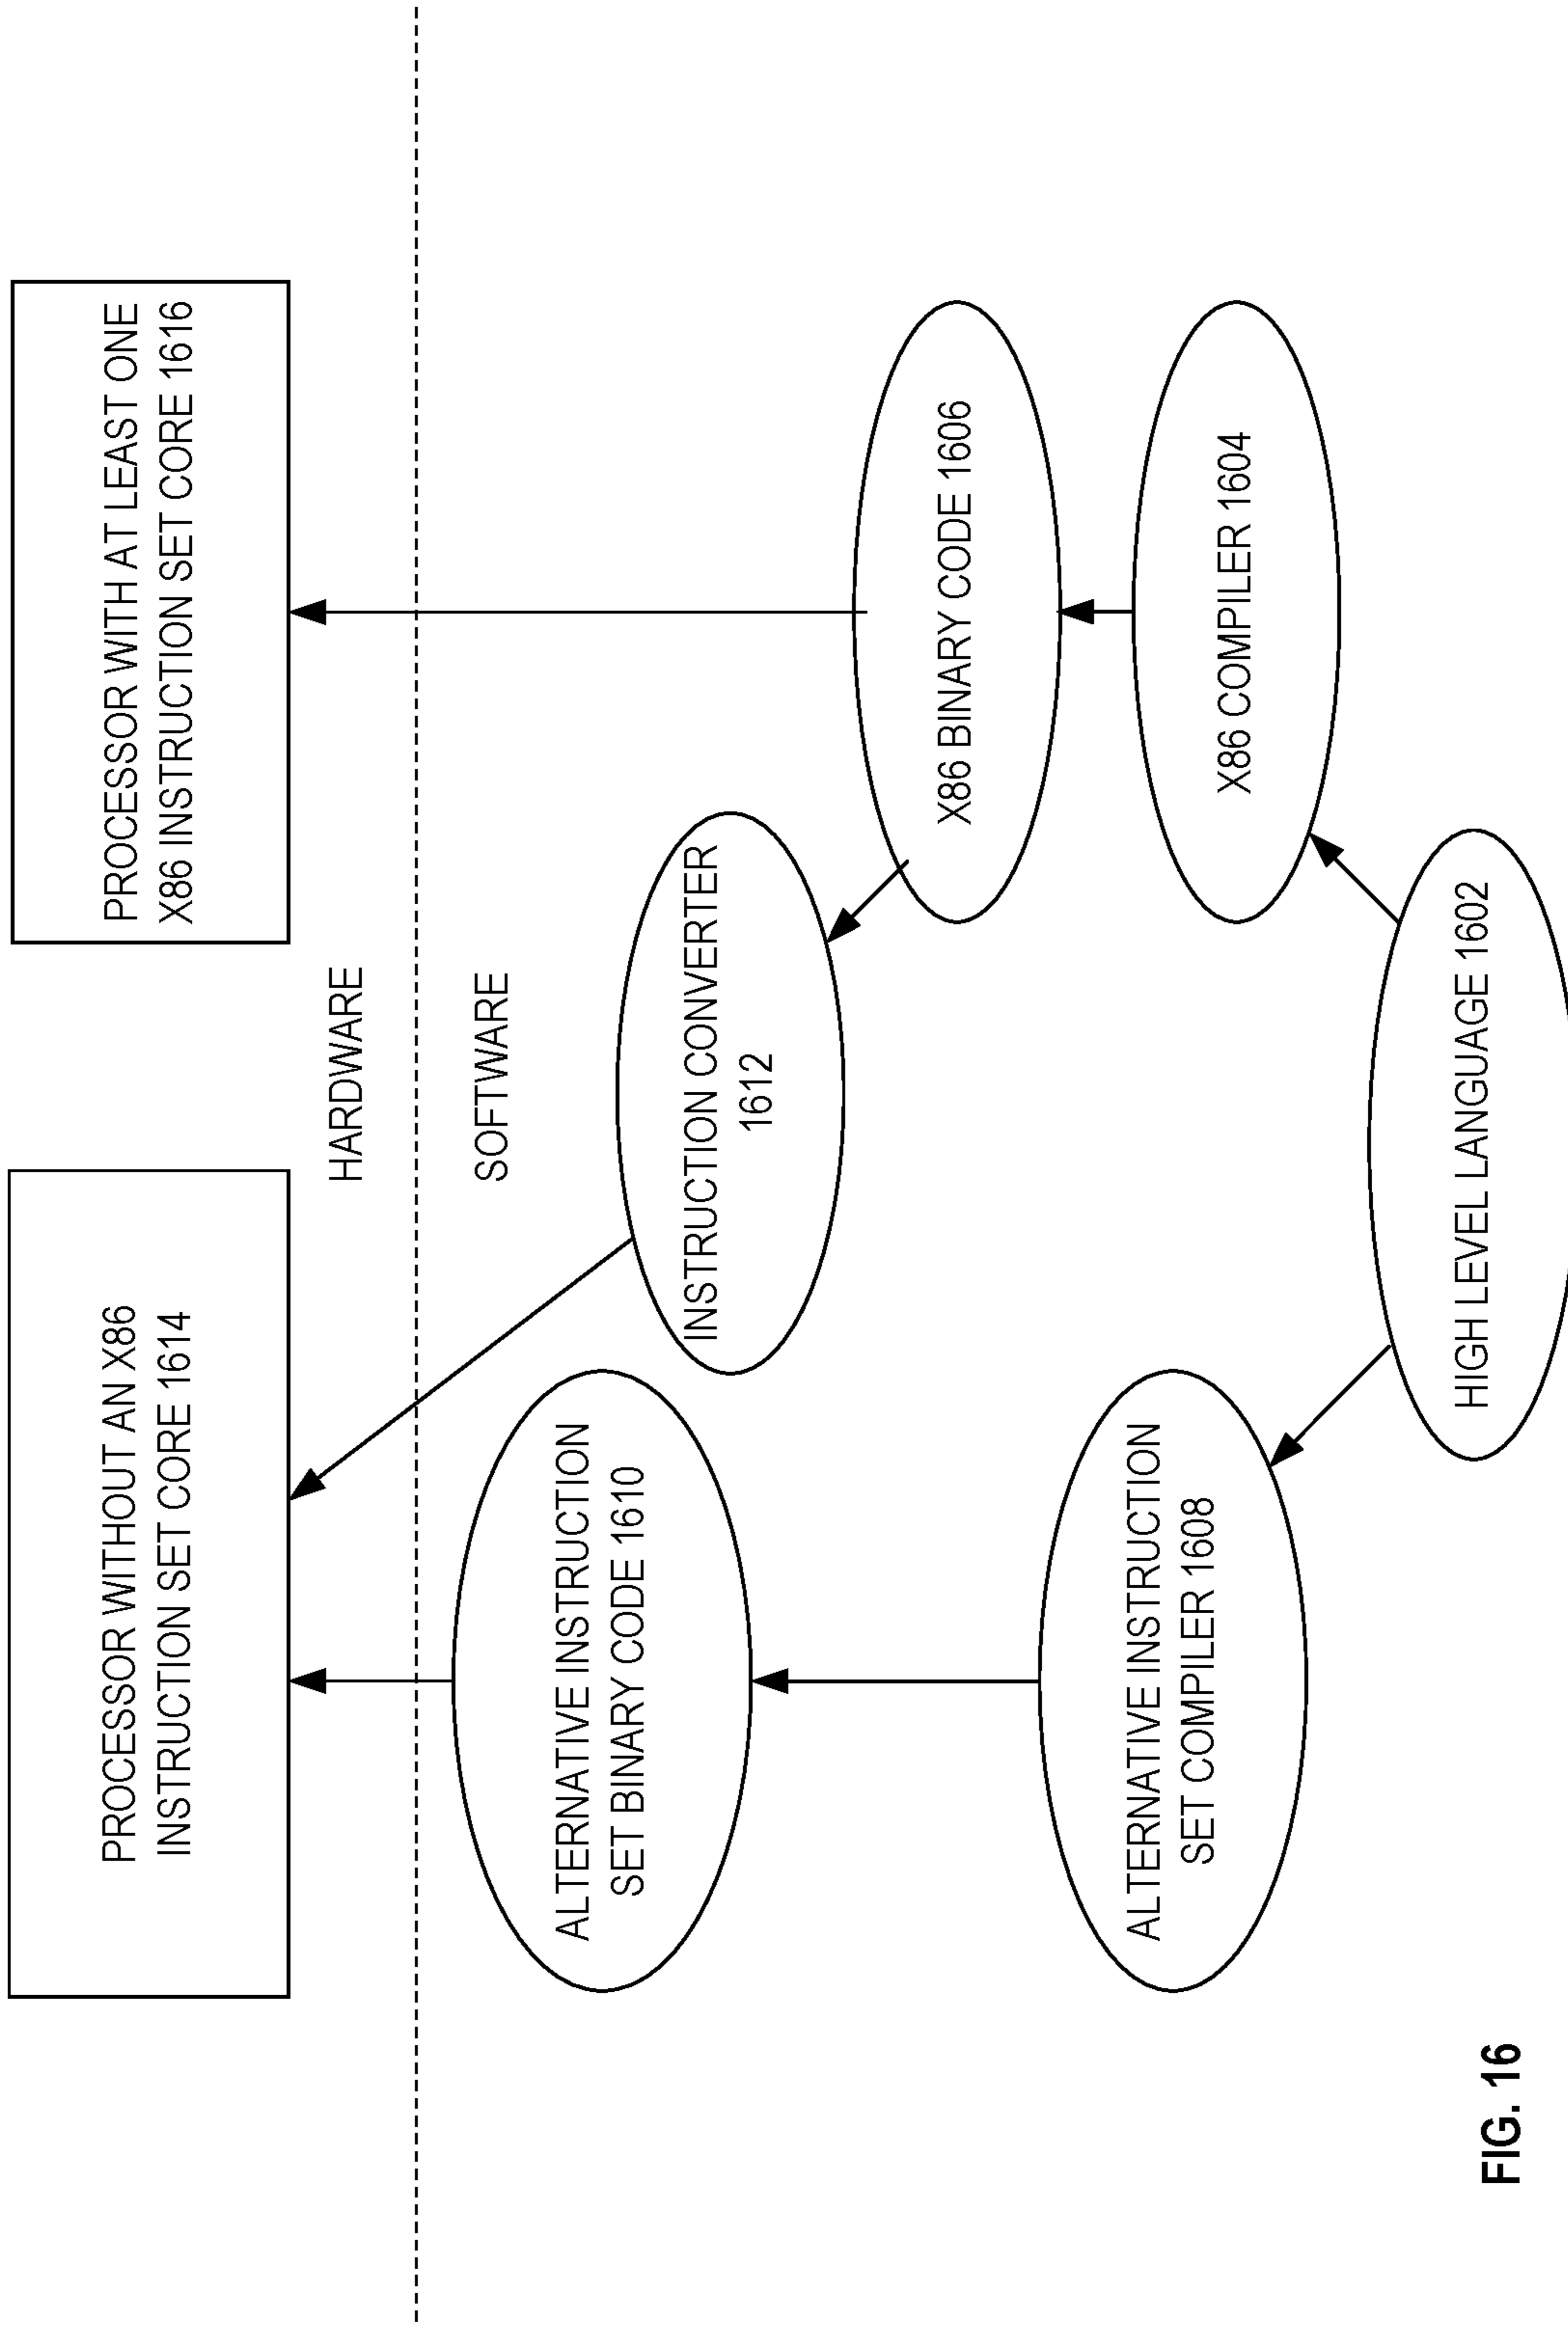 PROCESSOR WITHOUT AN X86
INSTRUCTION SET CORE 1614
PROCESSOR WITH AT LEAST ONE
X86 INSTRUCTION SET CORE 1616
HARDWARE
SOFTWARE
ALTERNATIVE INSTRUCTION
SET BINARY CODE 1610
INSTRUCTION CONVERTER
1612
X86 BINARY CODE 1606
ALTERNATIVE INSTRUCTION
SET COMPILER 1608
X86 COMPILER 1604
HIGH LEVEL LANGUAGE 1602
FIG. 16